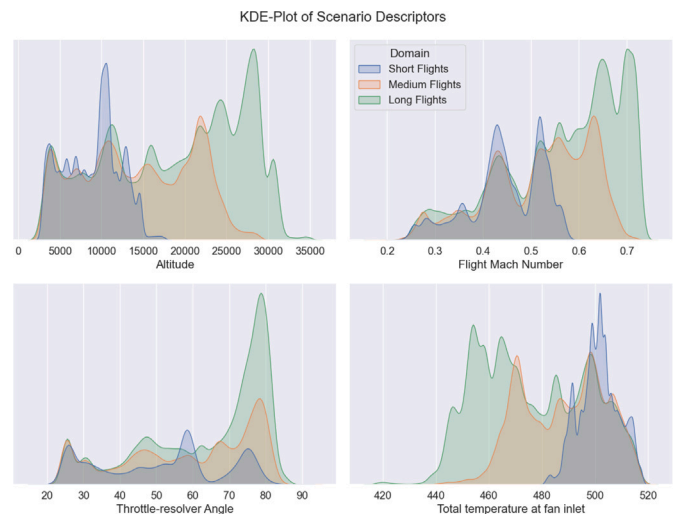 KDE-Plot of Scenario Descriptors
Domain
Short Flights
Medium Flights
Long Flights
0 5000 10000 15000 20000 25000 30000 35000
Altitude
0.2 0.3 0.4 0.5 0.6 0.7
Flight Mach Number
20 30 40 50 60 70 80 90
Throttle-resolver Angle
420 440 460 480 500 520
Total temperature at fan inlet